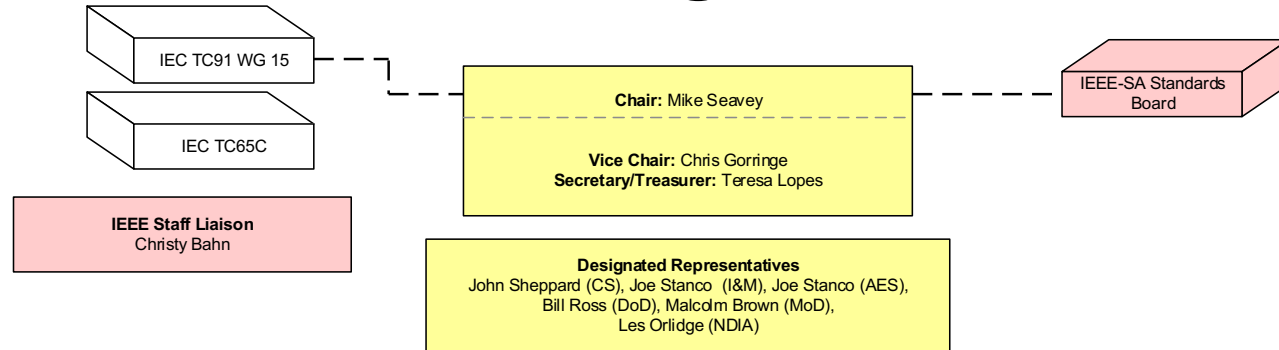 IEC TC91 WG 15
IEC TC65C
IEEE Staff Liaison
Christy Bahn
Chair: Mike Seavey
Vice Chair: Chris Gorringe
Secretary/Treasurer: Teresa Lopes
Designated Representatives
John Sheppard (CS), Joe Stanco (I&M), Joe Stanco (AES),
Bill Ross (DoD), Malcolm Brown (MoD),
Les Orlidge (NDIA)
IEEE-SA Standards
Board